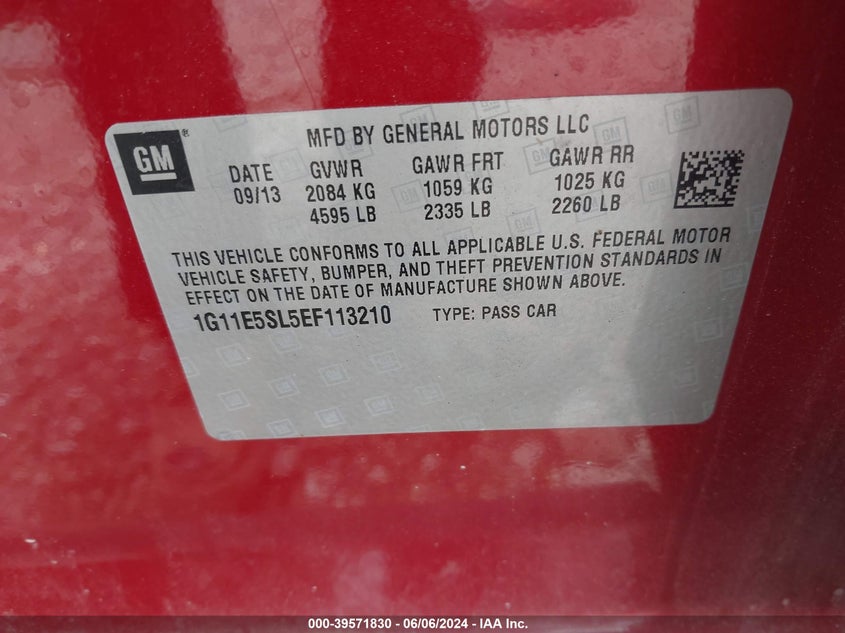 GM ®
MFD BY GENERAL MOTORS LLC
DATE GVWR GAWR FRT GAWR RR
09/13 2084 KG 1059 KG 1025 KG
4595 LB 2335 LB 2260 LB
THIS VEHICLE CONFORMS TO ALL APPLICABLE U.S. FEDERAL MOTOR
VEHICLE SAFETY, BUMPER, AND THEFT PREVENTION STANDARDS IN
EFFECT ON THE DATE OF MANUFACTURE SHOWN ABOVE.
1G11E5SL5EF113210 TYPE: PASS CAR
000-39571830 - 06/06/2024 - IAA Inc.